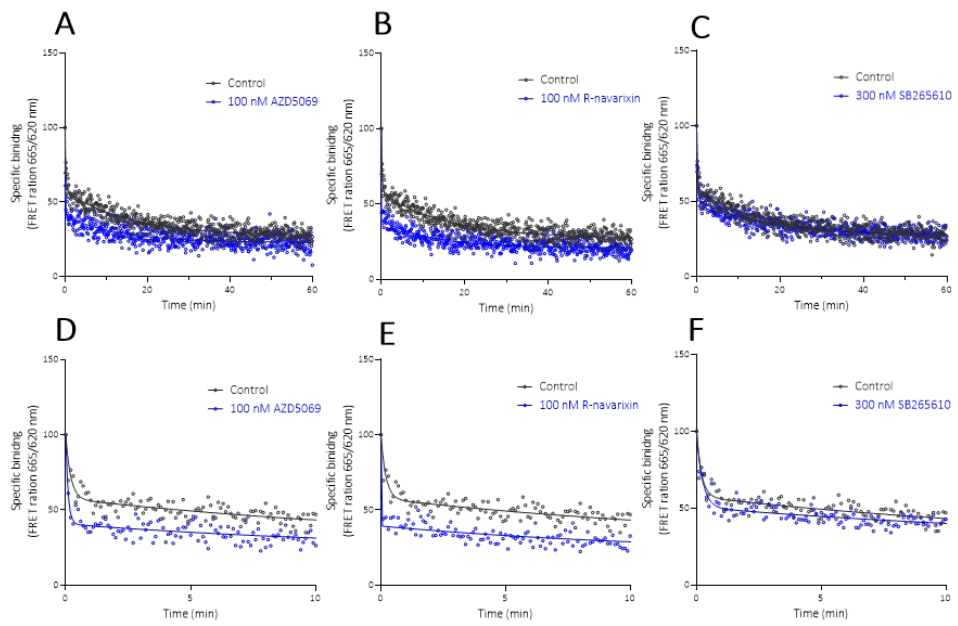 A
B
C
Specific binidng
(FRET ration 665/620 nm)
150
100
50
0
0
20
40
60
Time (min)
Control
100 nM AZD5069
Specific binidng
(FRET ration 665/620 nm)
150
100
50
0
0
20
40
60
Time (min)
Control
100 nM R-navarixin
Specific binidng
(FRET ration 665/620 nm)
150
100
50
0
0
20
40
60
Time (min)
Control
300 nM SB265610
D
E
F
Specific binidng
(FRET ration 665/620 nm)
150
100
50
0
0
5
10
Time (min)
Control
100 nM AZD5069
Specific binidng
(FRET ration 665/620 nm)
150
100
50
0
0
5
10
Time (min)
Control
100 nM R-navarixin
Specific binidng
(FRET ration 665/620 nm)
150
100
50
0
0
5
10
Time (min)
Control
300 nM SB265610